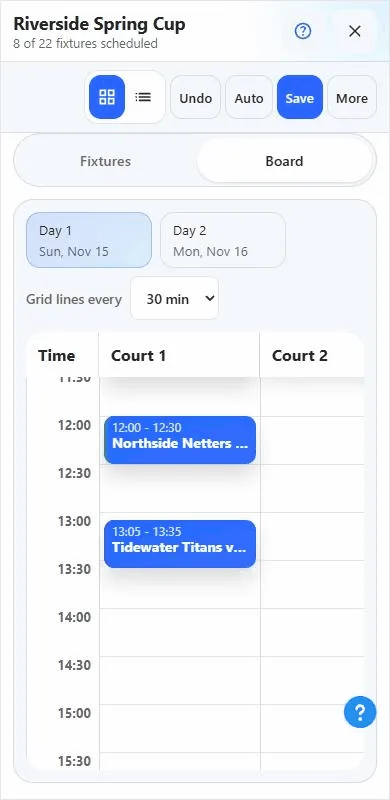 Riverside Spring Cup
8 of 22 fixtures scheduled
Undo
Auto
Save
More
Fixtures
Board
Day 1
Sun, Nov 15
Day 2
Mon, Nov 16
Grid lines every
30 min
Time
Court 1
Court 2
11:30
12:00
12:00 - 12:30
Northside Netters ...
12:30
13:00
13:05 - 13:35
Tidewater Titans v...
13:30
14:00
14:30
15:00
?
15:30